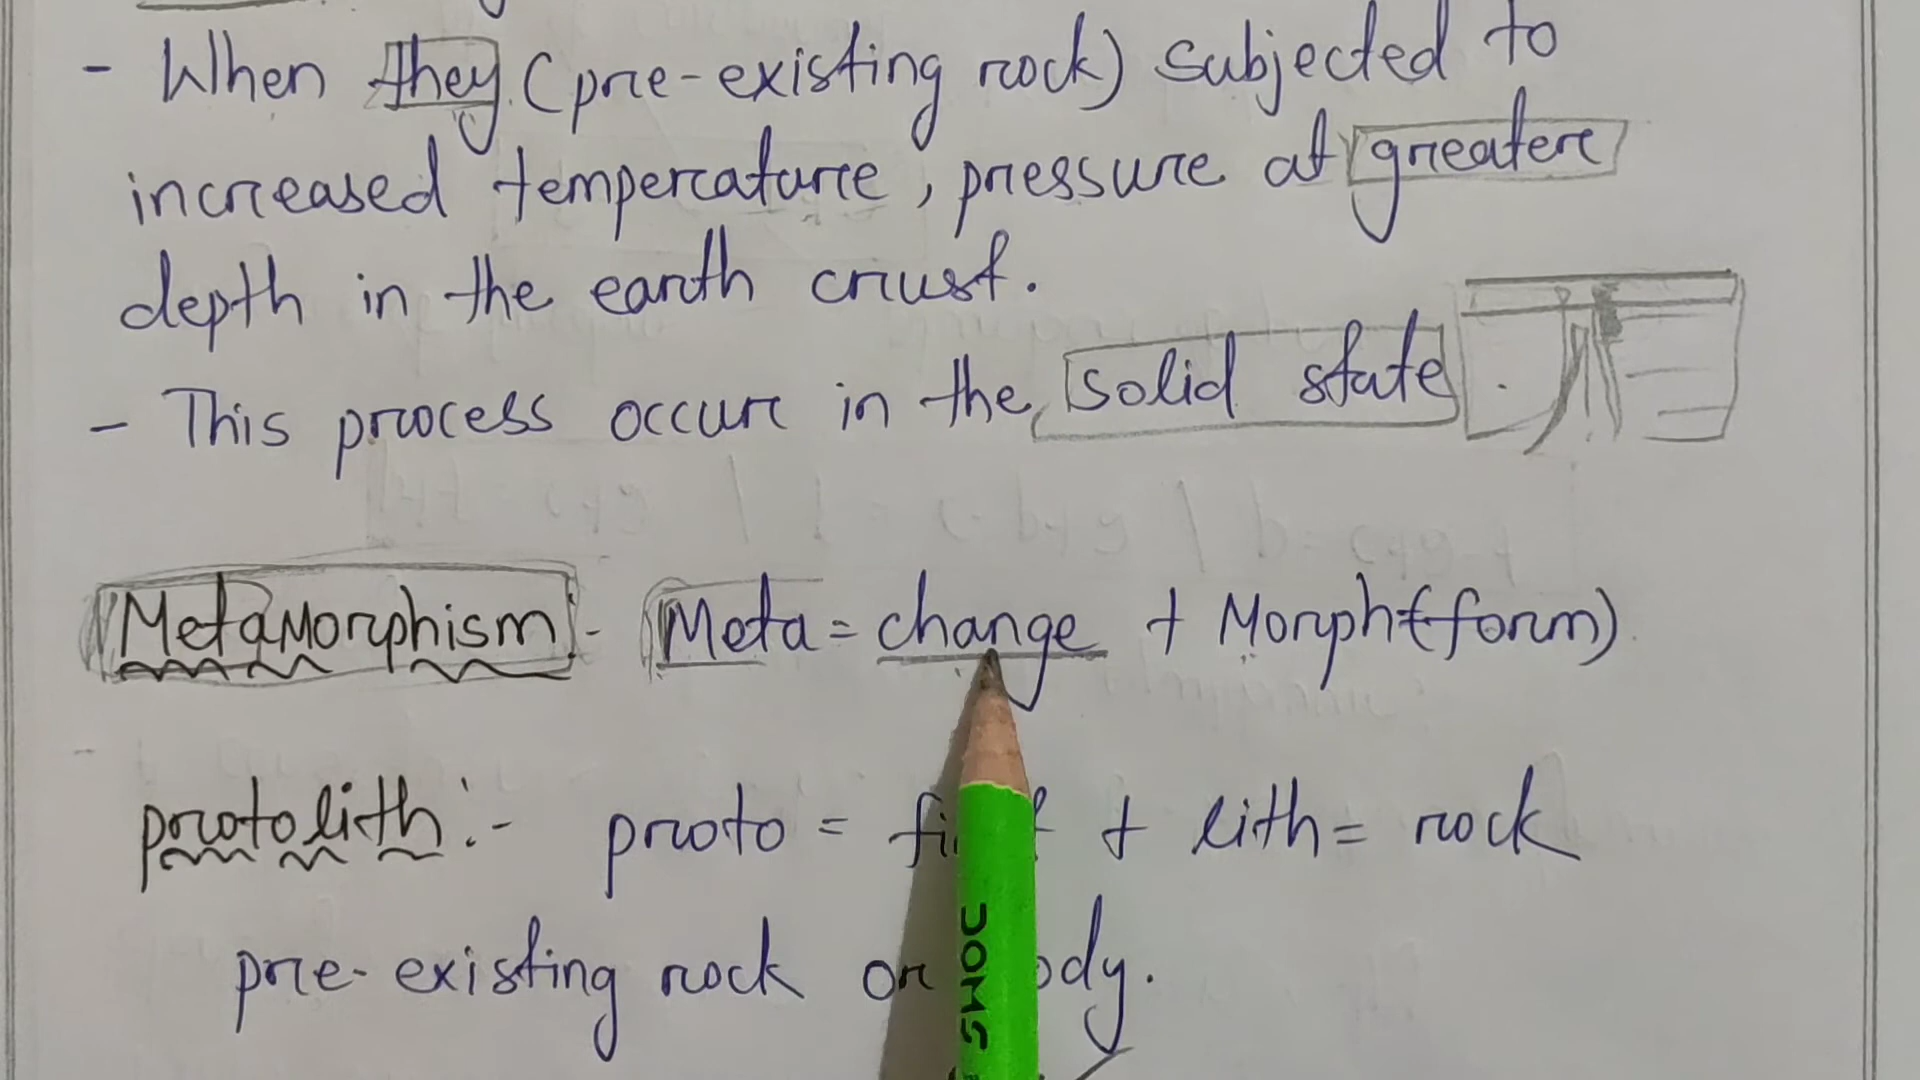 - When they (pre-existing rock) subjected to
increased temperature, pressure at greater
depth in the earth crust.
- This process occur in the solid state.
Metamorphism:- Meta = change + Morph (form)
protolith:- proto = + lith = rock
pre-existing rock or
DOMS